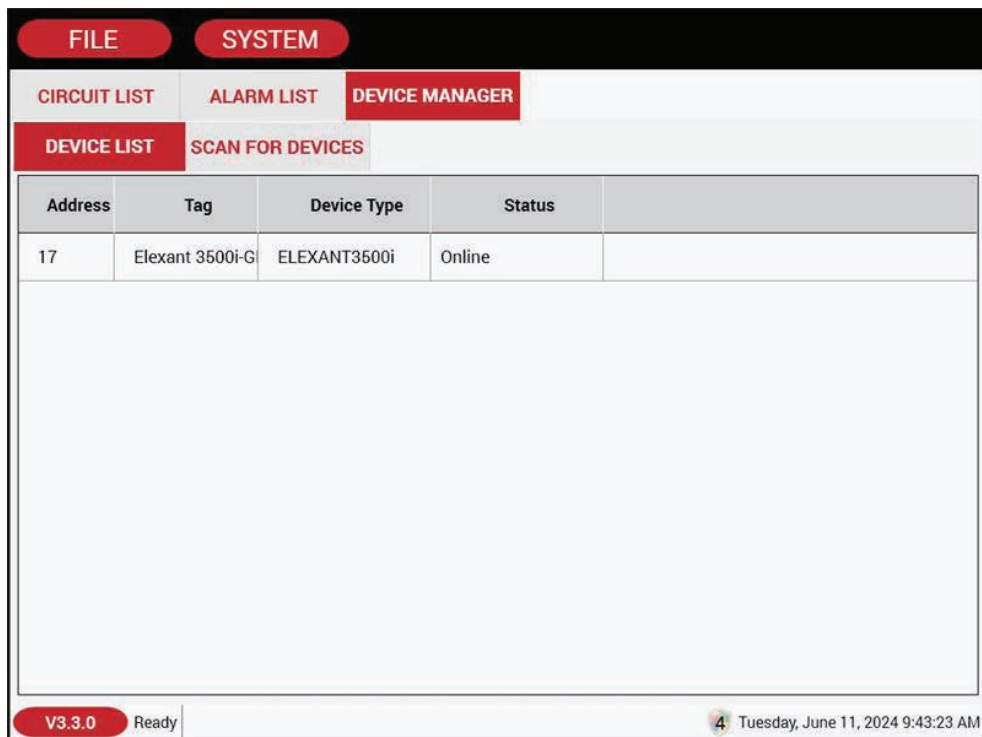 FILE SYSTEM
CIRCUIT LIST ALARM LIST DEVICE MANAGER
DEVICE LIST SCAN FOR DEVICES
Address Tag Device Type Status
17 Elexant 3500i-G ELEXANT3500i Online
V3.3.0 Ready 4 Tuesday, June 11, 2024 9:43:23 AM